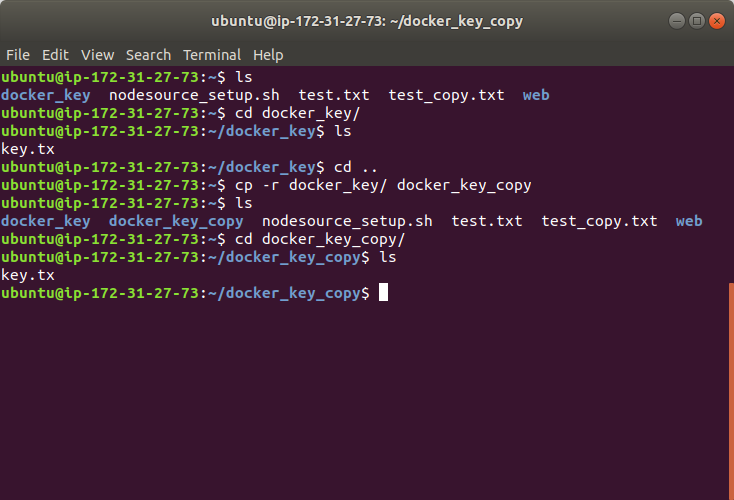 ubuntu@ip-172-31-27-73: ~/docker_key_copy
File Edit View Search Terminal Help
ubuntu@ip-172-31-27-73:~$ ls
docker_key  nodesource_setup.sh  test.txt  test_copy.txt  web
ubuntu@ip-172-31-27-73:~$ cd docker_key/
ubuntu@ip-172-31-27-73:~/docker_key$ ls
key.tx
ubuntu@ip-172-31-27-73:~/docker_key$ cd ..
ubuntu@ip-172-31-27-73:~$ cp -r docker_key/ docker_key_copy
ubuntu@ip-172-31-27-73:~$ ls
docker_key  docker_key_copy  nodesource_setup.sh  test.txt  test_copy.txt  web
ubuntu@ip-172-31-27-73:~$ cd docker_key_copy/
ubuntu@ip-172-31-27-73:~/docker_key_copy$ ls
key.tx
ubuntu@ip-172-31-27-73:~/docker_key_copy$